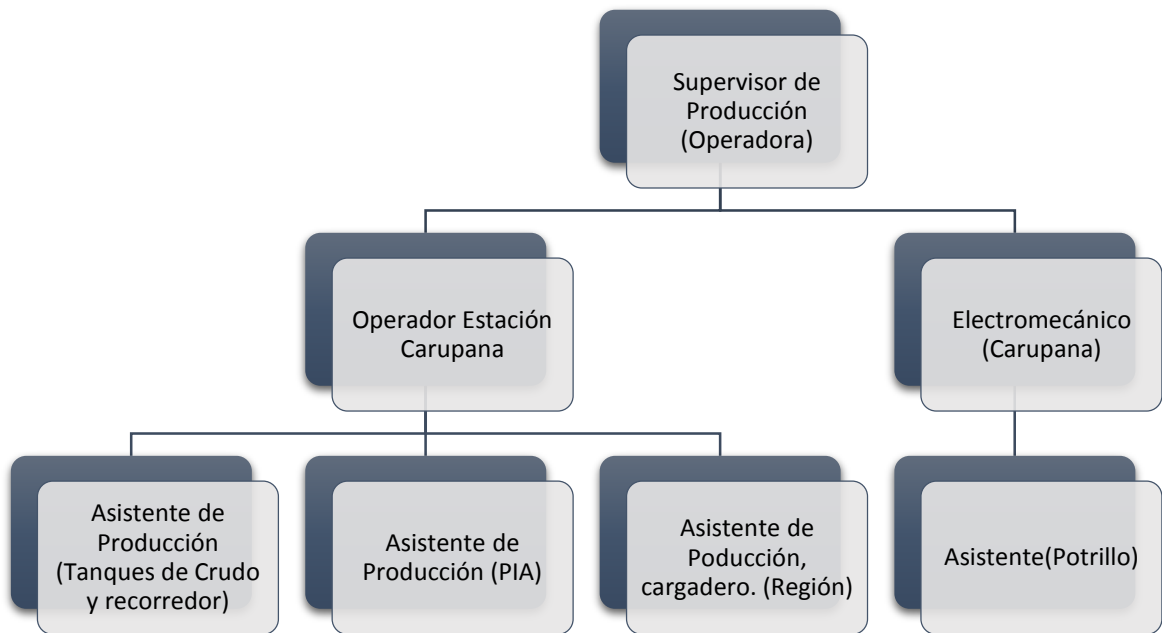 Supervisor de
Producción
(Operadora)
Operador Estación
Carupana
Electromecánico
(Carupana)
Asistente de
Producción
(Tanques de Crudo
y recorredor)
Asistente de
Producción (PIA)
Asistente de
Poducción,
cargadero. (Región)
Asistente(Potrillo)